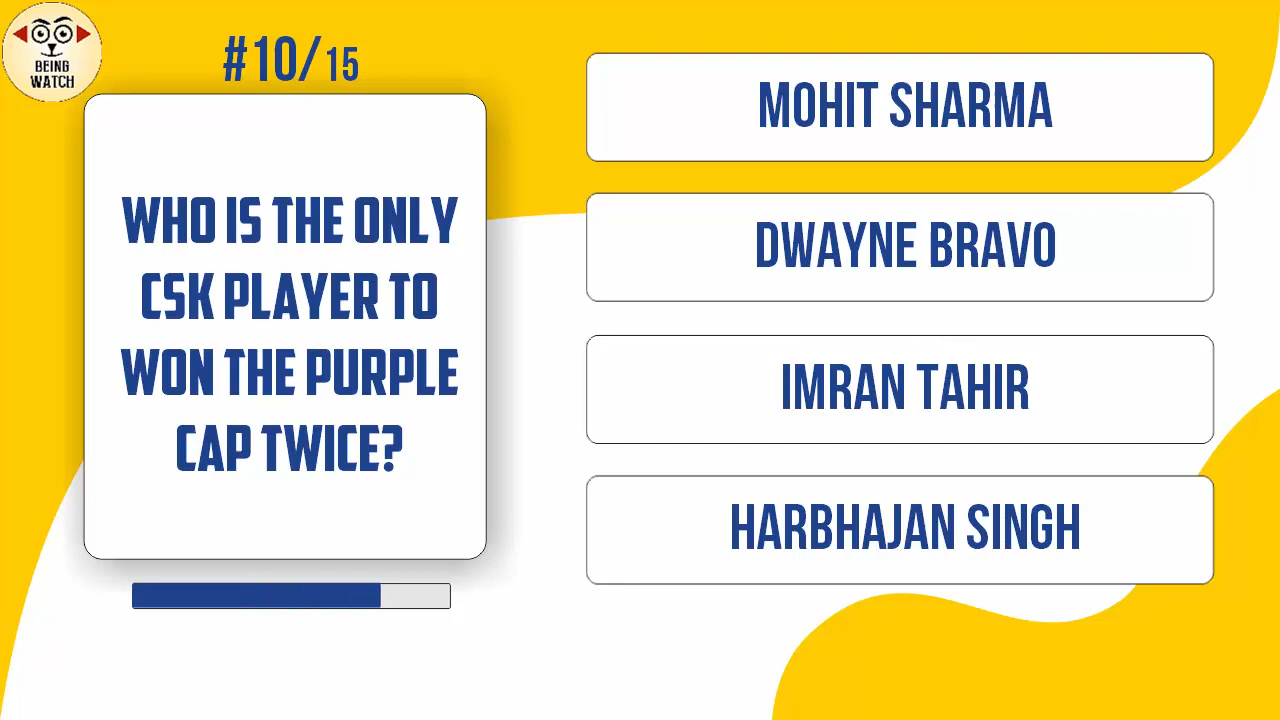 BEING
WATCH
#10/15
WHO IS THE ONLY
CSK PLAYER TO
WON THE PURPLE
CAP TWICE?
MOHIT SHARMA
DWAYNE BRAVO
IMRAN TAHIR
HARBHAJAN SINGH